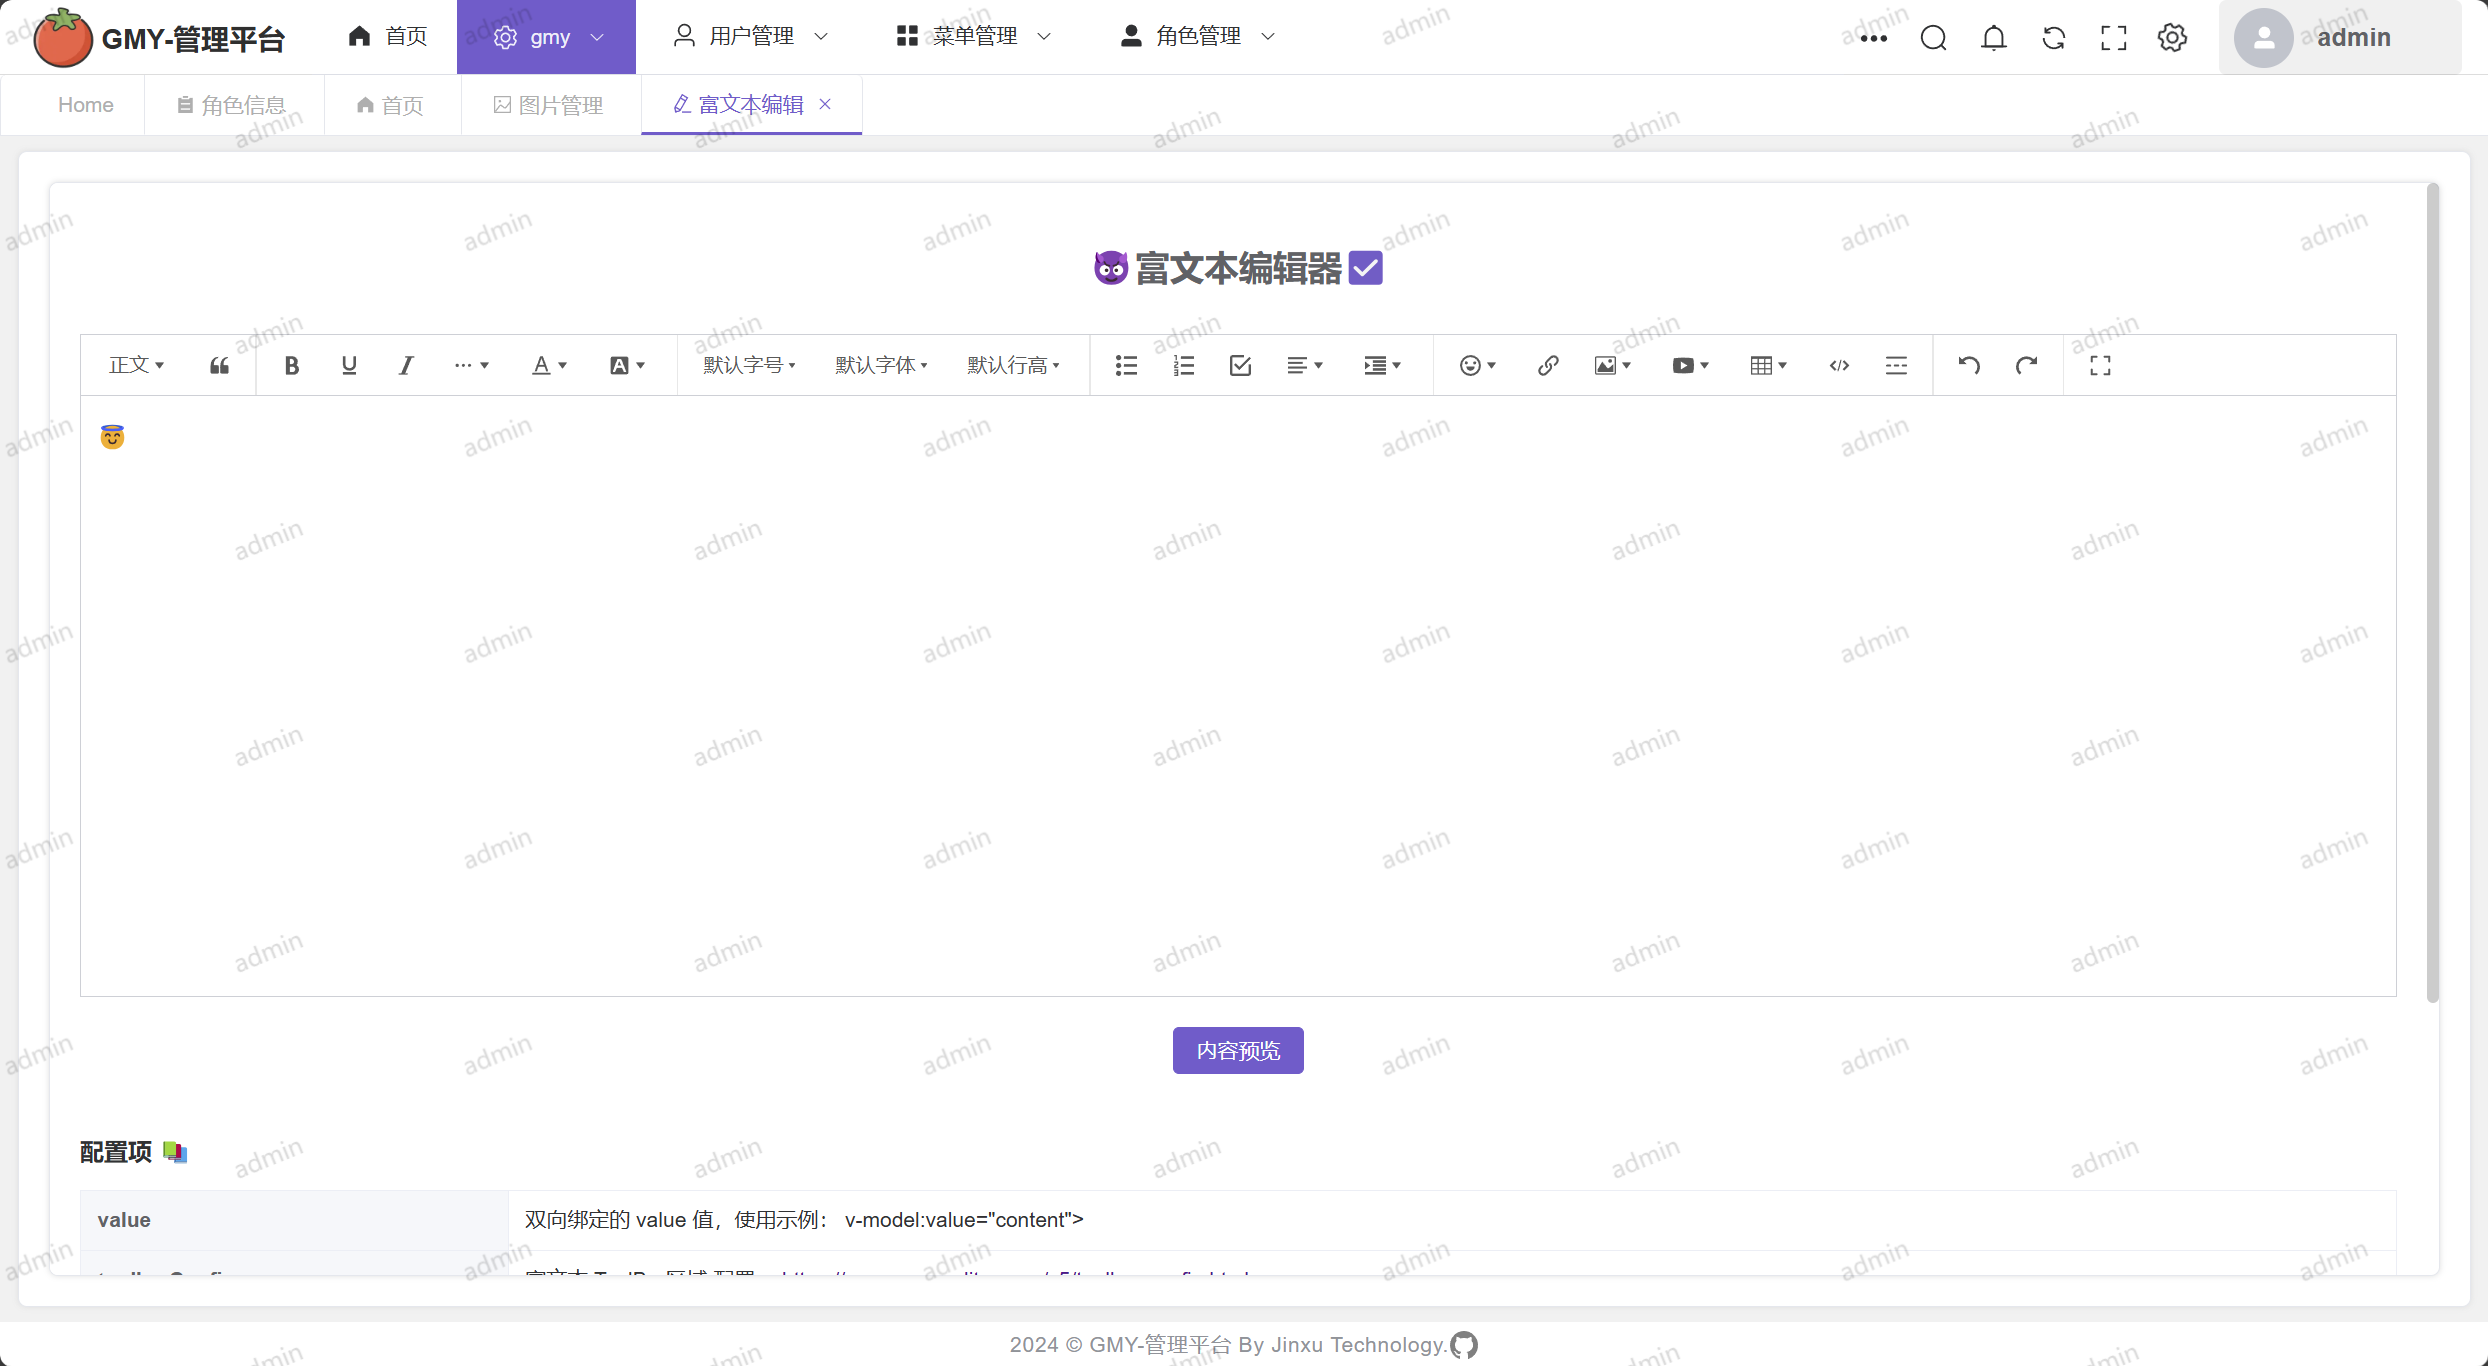 GMY-管理平台 首页 gmy 用户管理 菜单管理 角色管理 admin
Home 角色信息 首页 图片管理 富文本编辑
富文本编辑器
正文 默认字号 默认字体 默认行高
内容预览
配置项
value 双向绑定的 value 值，使用示例： v-model:value="content">
2024 © GMY-管理平台 By Jinxu Technology.
admin